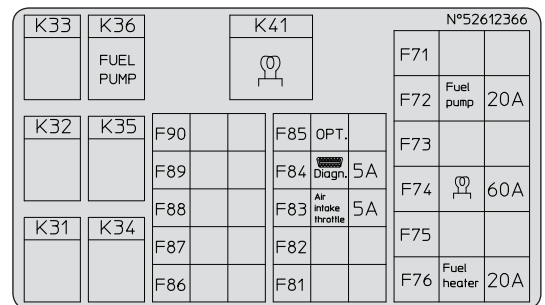 N°52612366
K33 K36 K41
FUEL
PUMP
F71
F72 Fuel pump 20A
K32 K35
F90 F85 OPT.
F73
F89 F84 Diagn. 5A
F74 60A
F88 F83 Air intake throttle 5A
K31 K34
F87 F82
F75
F86 F81
F76 Fuel heater 20A